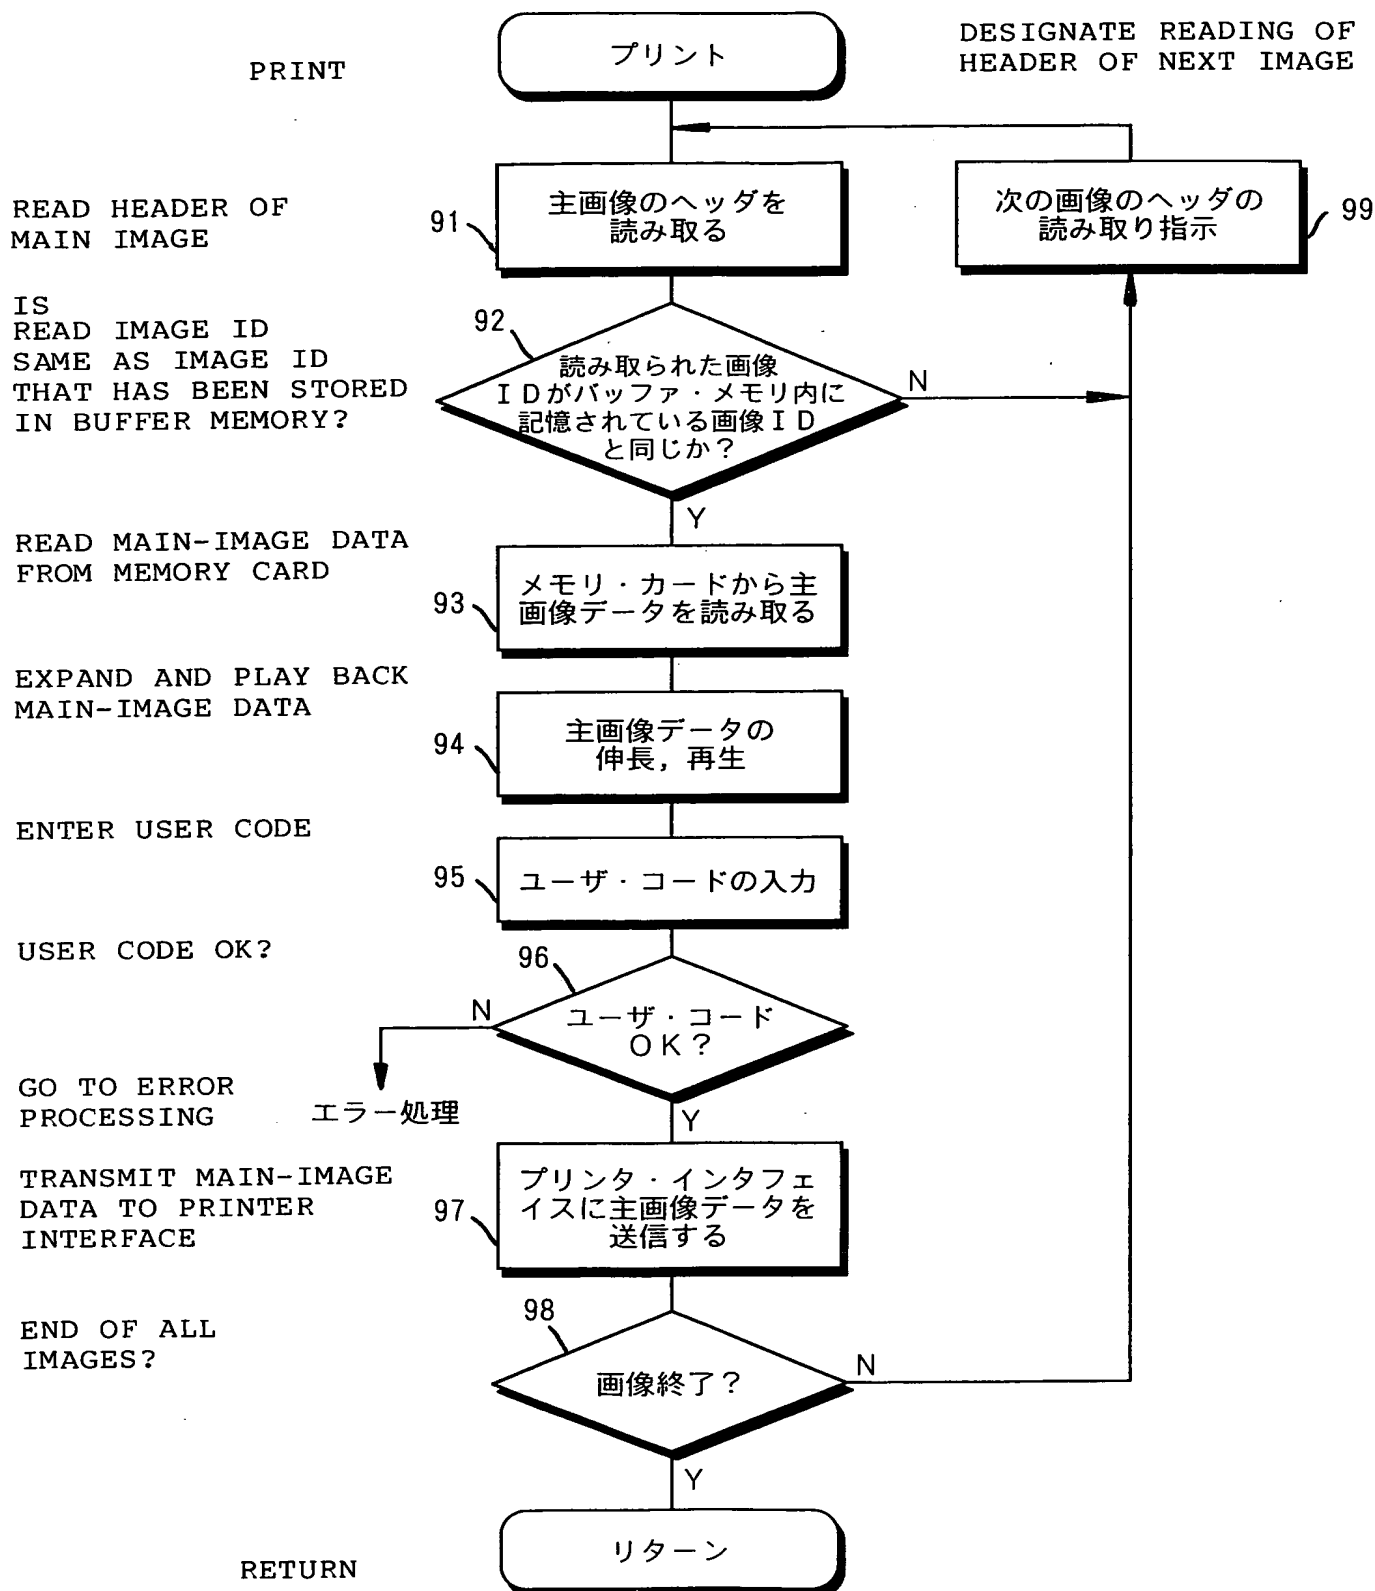 PRINT
プリント
DESIGNATE READING OF
HEADER OF NEXT IMAGE
READ HEADER OF
MAIN IMAGE
91
主画像のヘッダを
読み取る
次の画像のヘッダの
読み取り指示
99
IS
READ IMAGE ID
SAME AS IMAGE ID
THAT HAS BEEN STORED
IN BUFFER MEMORY?
92
読み取られた画像
IDがバッファ・メモリ内に
記憶されている画像ID
と同じか?
N
Y
READ MAIN-IMAGE DATA
FROM MEMORY CARD
93
メモリ・カードから主
画像データを読み取る
EXPAND AND PLAY BACK
MAIN-IMAGE DATA
94
主画像データの
伸長,再生
ENTER USER CODE
95
ユーザ・コードの入力
USER CODE OK?
96
ユーザ・コード
OK?
N
Y
GO TO ERROR
PROCESSING
エラー処理
TRANSMIT MAIN-IMAGE
DATA TO PRINTER
INTERFACE
97
プリンタ・インタフェ
イスに主画像データを
送信する
END OF ALL
IMAGES?
98
画像終了?
N
Y
RETURN
リターン